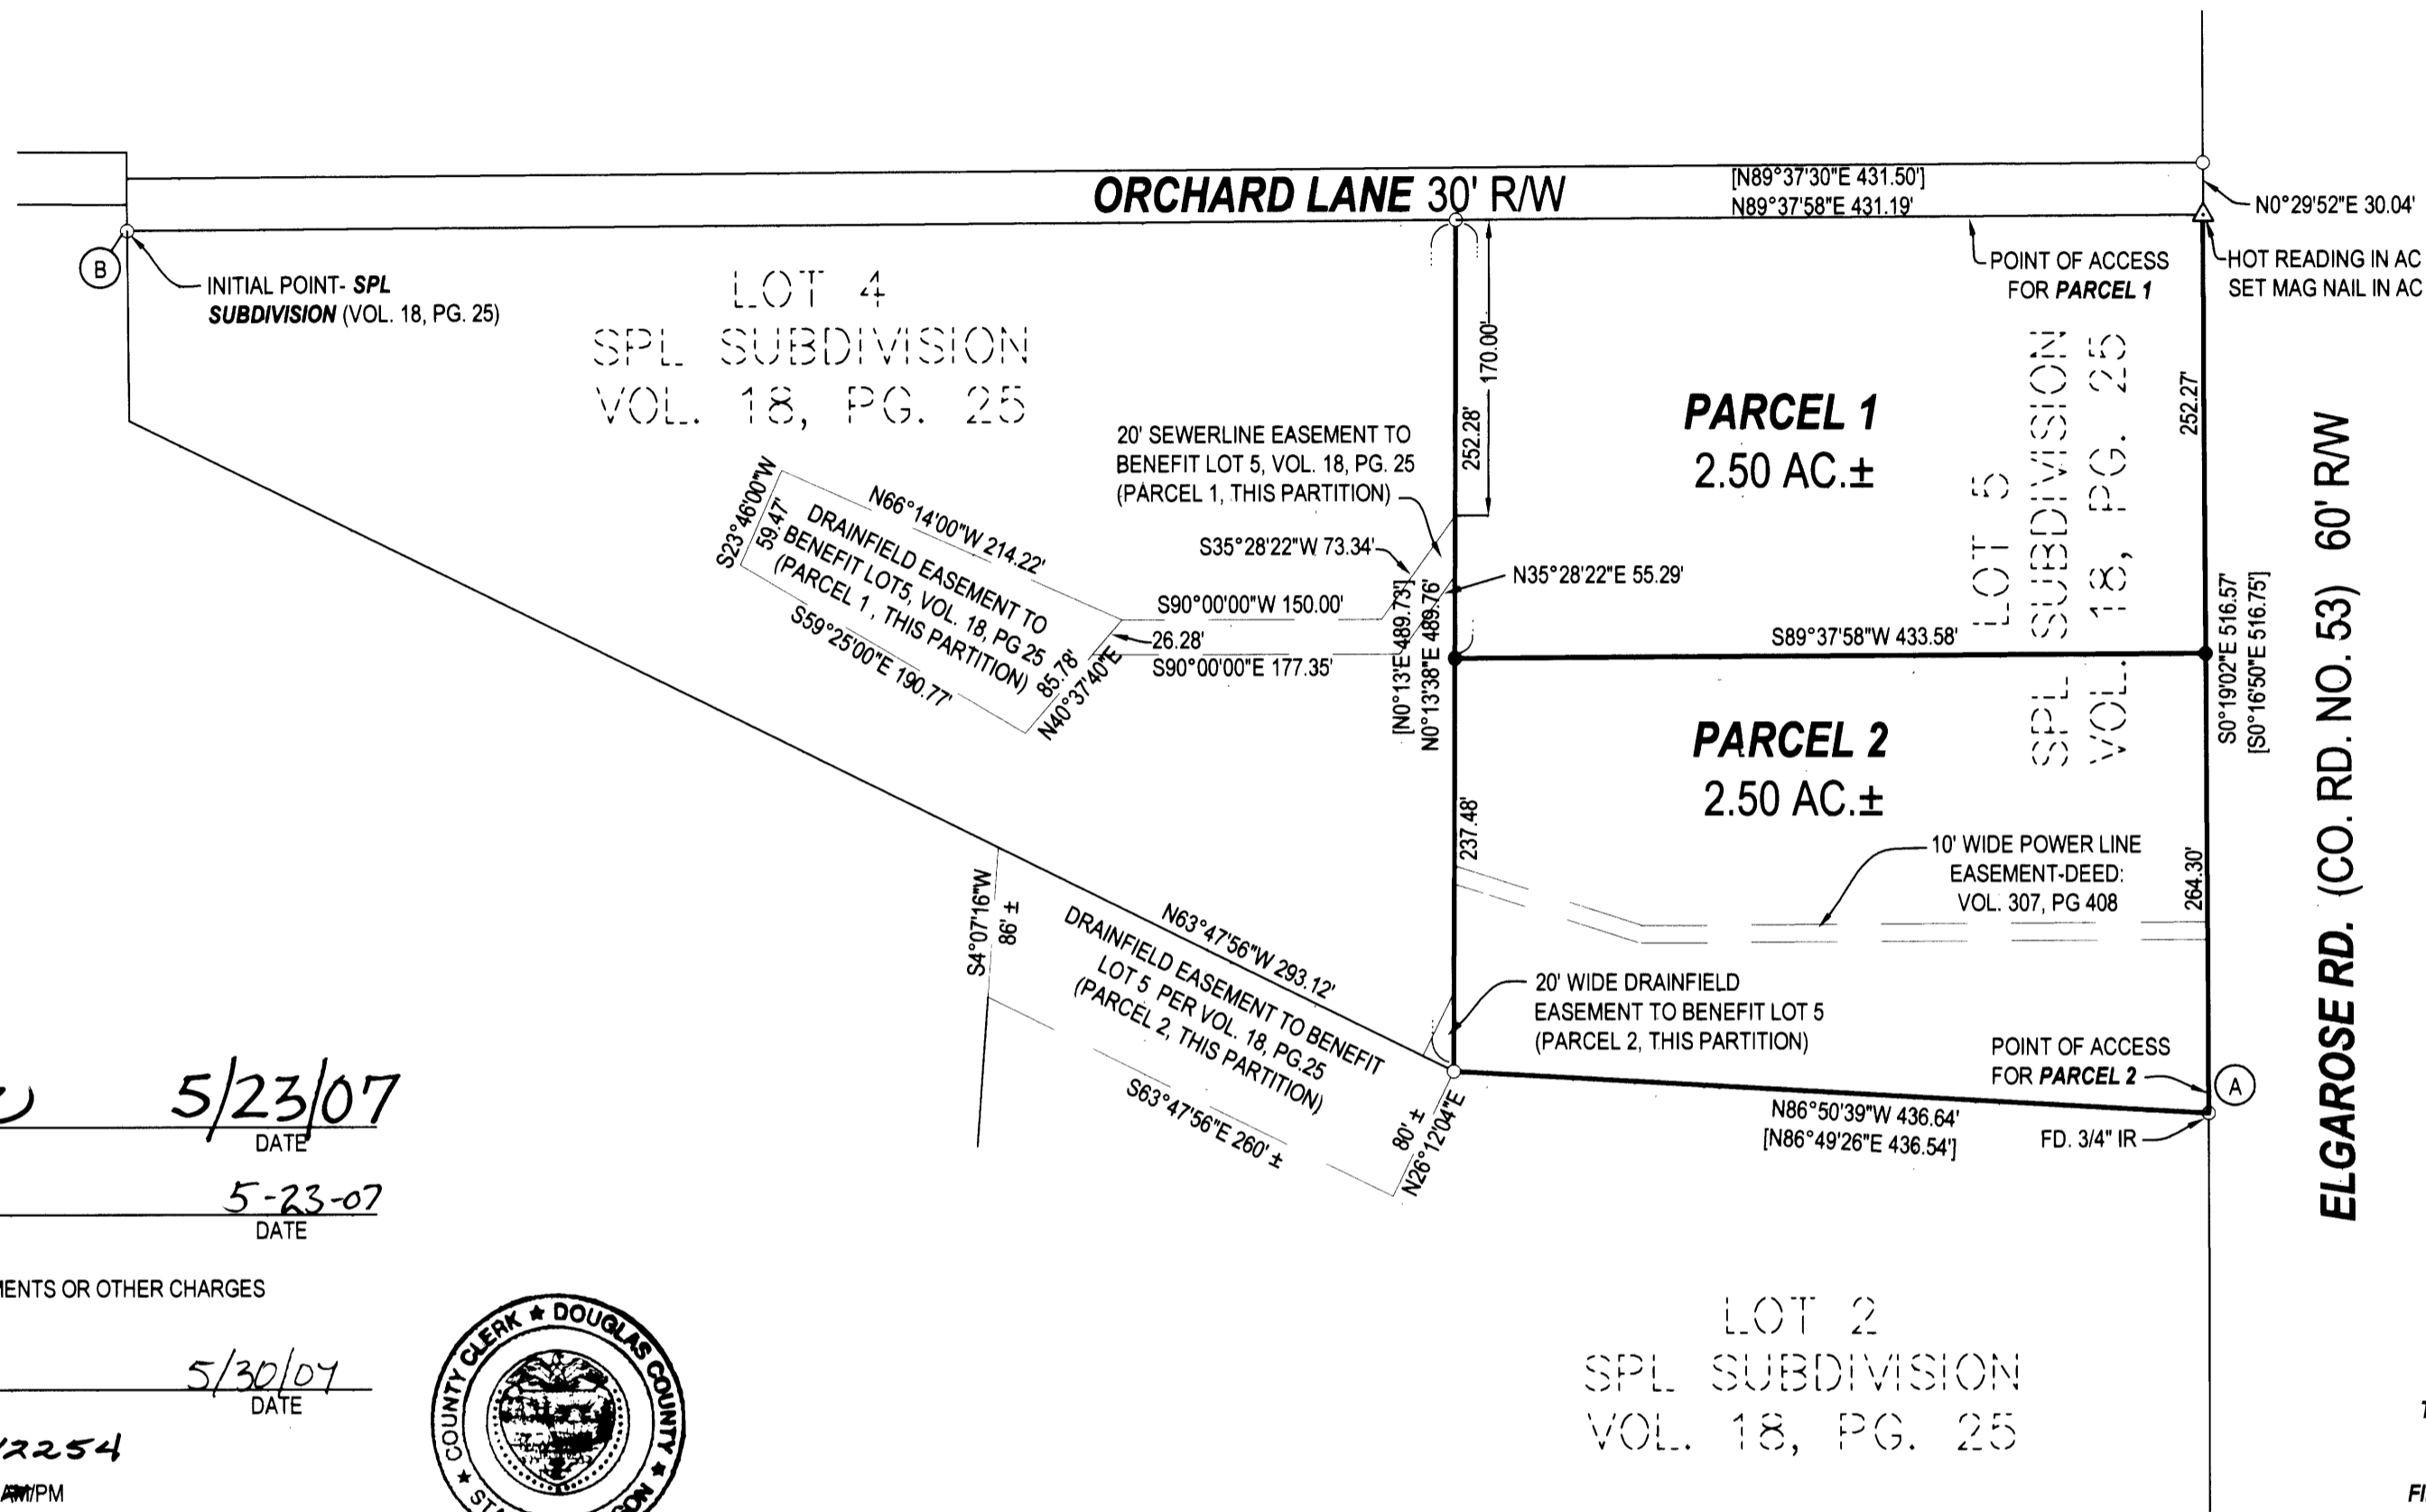 ORCHARD LANE 30' R/W
[N89°37'30"E 431.50']
N89°37'58"E 431.19'
N0°29'52"E 30.04'
B
INITIAL POINT- SPL
SUBDIVISION (VOL. 18, PG. 25)
POINT OF ACCESS
FOR PARCEL 1
HOT READING IN AC
SET MAG NAIL IN AC
LOT 4
SPL SUBDIVISION
VOL. 18, PG. 25
170.00'
252.28'
PARCEL 1
2.50 AC.±
LOT 5
SPL SUBDIVISION
VOL. 18, PG. 25
252.27'
20' SEWERLINE EASEMENT TO
BENEFIT LOT 5, VOL. 18, PG. 25
(PARCEL 1, THIS PARTITION)
S35°28'22"W 73.34'
N35°28'22"E 55.29'
S23°46'00"W
59.47'
N66°14'00"W 214.22'
DRAINFIELD EASEMENT TO
BENEFIT LOT5, VOL. 18, PG 25
(PARCEL 1, THIS PARTITION)
S59°25'00"E 190.77'
85.78'
N40°37'40"E
S90°00'00"W 150.00'
26.28'
S90°00'00"E 177.35'
[N0°13'E 489.73']
N0°13'38"E 489.76'
S89°37'58"W 433.58'
S0°19'02"E 516.57'
[S0°16'50"E 516.75']
ELGAROSE RD. (CO. RD. NO. 53) 60' R/W
PARCEL 2
2.50 AC.±
237.48'
264.30'
10' WIDE POWER LINE
EASEMENT-DEED:
VOL. 307, PG 408
S4°07'16"W
86' ±
N63°47'56"W 293.12'
DRAINFIELD EASEMENT TO BENEFIT
LOT 5 PER VOL. 18, PG.25
(PARCEL 2, THIS PARTITION)
S63°47'56"E 260' ±
80' ±
N26°12'04"E
20' WIDE DRAINFIELD
EASEMENT TO BENEFIT LOT 5
(PARCEL 2, THIS PARTITION)
POINT OF ACCESS
FOR PARCEL 2
A
N86°50'39"W 436.64'
[N86°49'26"E 436.54']
FD. 3/4" IR
5/23/07
DATE
5-23-07
DATE
OR OTHER CHARGES
5/30/07
DATE
2254
AM/PM
COUNTY CLERK ★ DOUGLAS COUNTY ★
LOT 2
SPL SUBDIVISION
VOL. 18, PG. 25